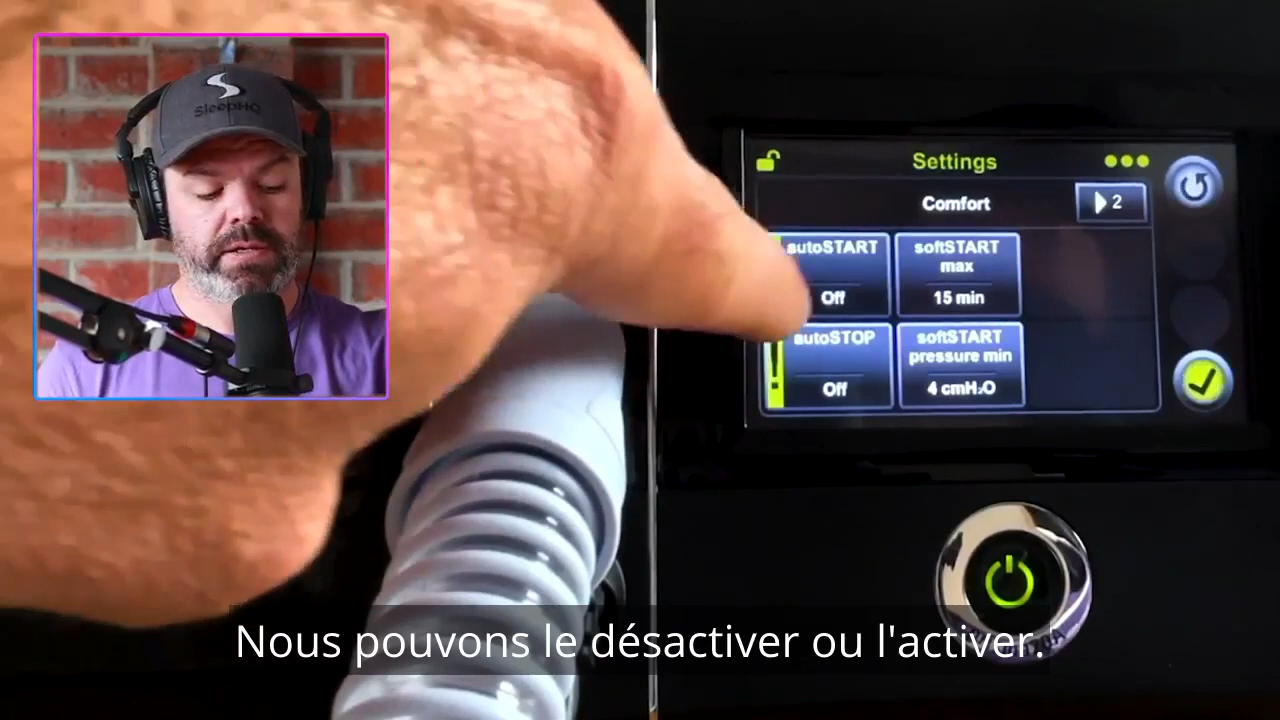 SleepHQ
Settings
Comfort
2
autoSTART
Off
softSTART
max
15 min
autoSTOP
Off
softSTART
pressure min
4 cmH₂O
Nous pouvons le désactiver ou l'activer.